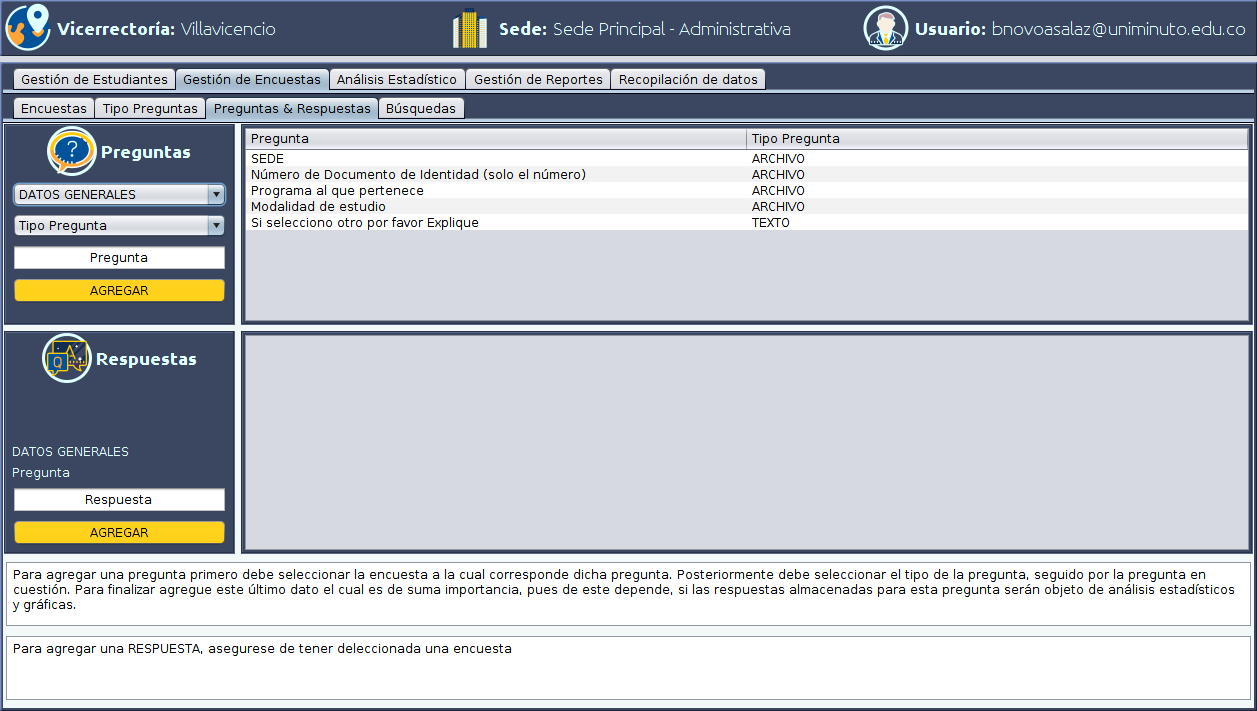 Vicerrectoría: Villavicencio
Sede: Sede Principal - Administrativa
Usuario: bnovoasalaz@uniminuto.edu.co
Gestión de Estudiantes Gestión de Encuestas Análisis Estadístico Gestión de Reportes Recopilación de datos
Encuestas Tipo Preguntas Preguntas & Respuestas Búsquedas
? Preguntas
DATOS GENERALES
Tipo Pregunta
Pregunta
AGREGAR
Pregunta Tipo Pregunta
SEDE ARCHIVO
Número de Documento de Identidad (solo el número) ARCHIVO
Programa al que pertenece ARCHIVO
Modalidad de estudio ARCHIVO
Si selecciono otro por favor Explique TEXTO
Q A Respuestas
DATOS GENERALES
Pregunta
Respuesta
AGREGAR
Para agregar una pregunta primero debe seleccionar la encuesta a la cual corresponde dicha pregunta. Posteriormente debe seleccionar el tipo de la pregunta, seguido por la pregunta en
cuestión. Para finalizar agregue este último dato el cual es de suma importancia, pues de este depende, si las respuestas almacenadas para esta pregunta serán objeto de análisis estadísticos
y gráficas.
Para agregar una RESPUESTA, asegurese de tener deleccionada una encuesta